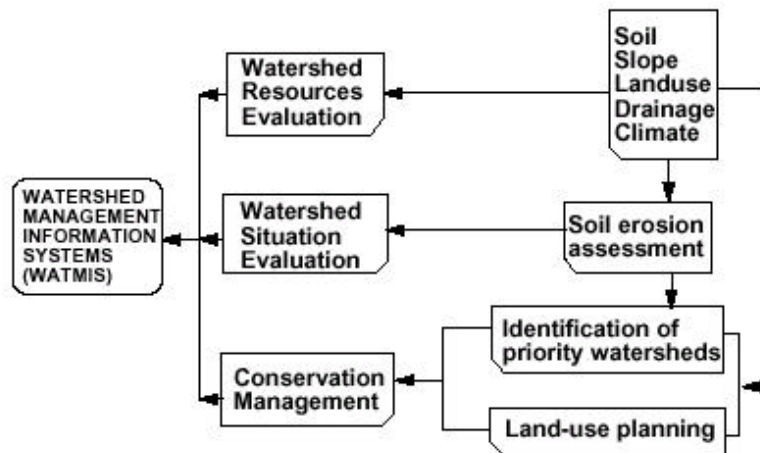 Watershed
Resources
Evaluation
Soil
Slope
Landuse
Drainage
Climate
WATERSHED
MANAGEMENT
INFORMATION
SYSTEMS
(WATMIS)
Watershed
Situation
Evaluation
Soil erosion
assessment
Identification of
priority watersheds
Conservation
Management
Land-use planning